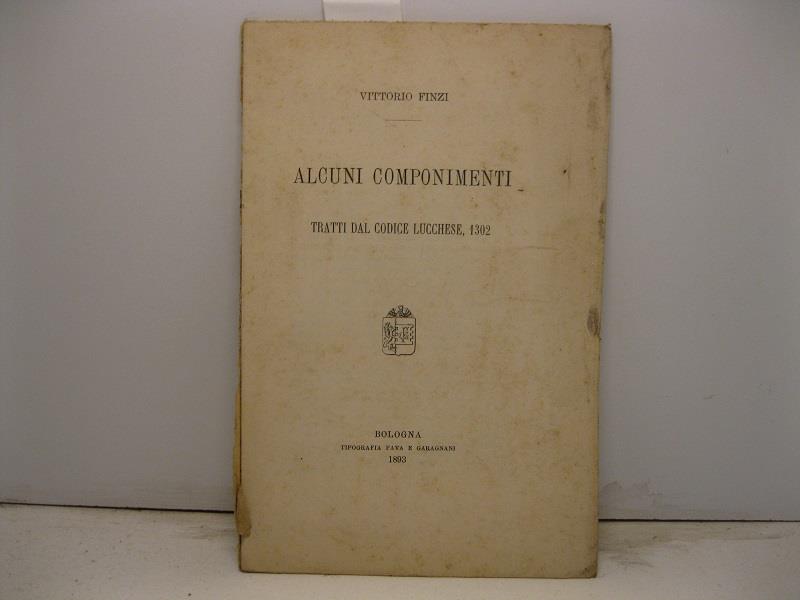 VITTORIO FINZI
ALCUNI COMPONIMENTI
TRATTI DAL CODICE LUCCHESE, 1302
BOLOGNA
TIPOGRAFIA FAVA E GARAGNANI
1893